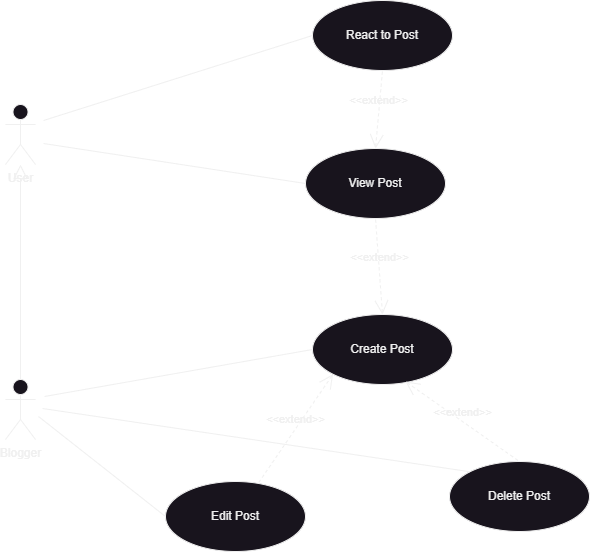 React to Post
<<extend>>
User
View Post
<<extend>>
Create Post
Blogger
<<extend>>
<<extend>>
Delete Post
Edit Post